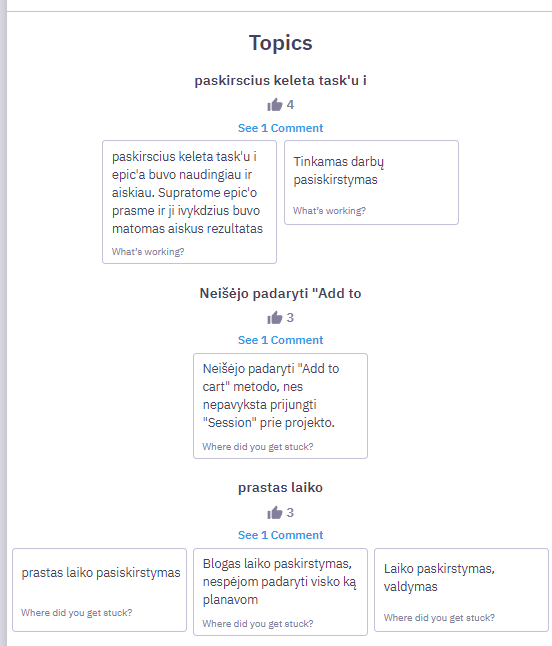 Topics
paskirscius keleta task'u i
4
See 1 Comment
paskirscius keleta task'u i
epic'a buvo naudingiau ir
aiskiau. Supratome epic'o
prasme ir ji ivykdzius buvo
matomas aiskus rezultatas
What's working?
Tinkamas darbų
pasiskirstymas
What's working?
Neišėjo padaryti "Add to
3
See 1 Comment
Neišėjo padaryti "Add to
cart" metodo, nes
nepavyksta prijungti
"Session" prie projekto.
Where did you get stuck?
prastas laiko
3
See 1 Comment
prastas laiko pasiskirstymas
Where did you get stuck?
Blogas laiko paskirstymas,
nespėjom padaryti visko ką
planavom
Where did you get stuck?
Laiko paskirstymas,
valdymas
Where did you get stuck?